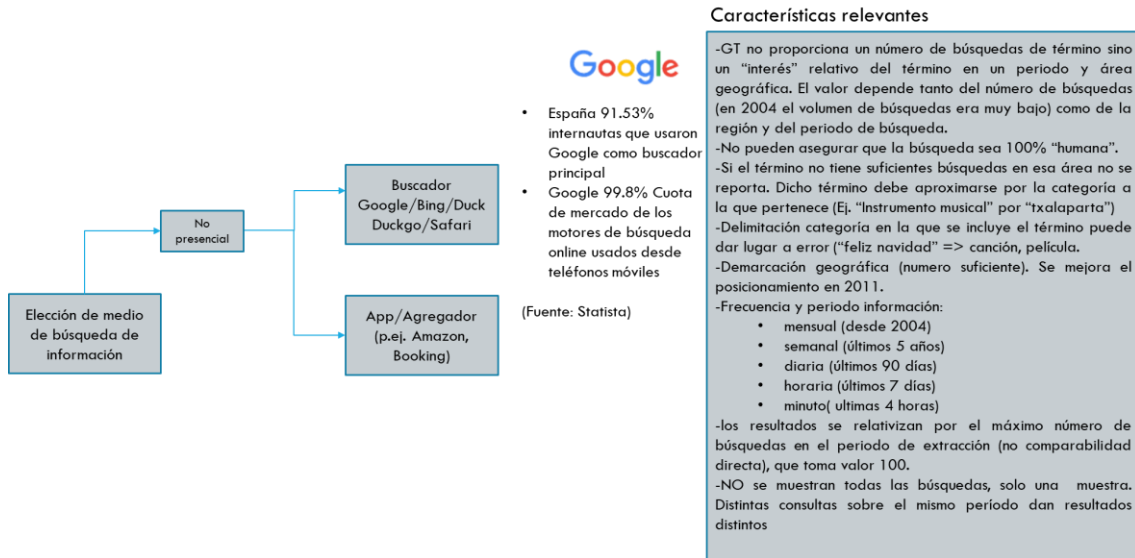 Características relevantes
Elección de medio
de búsqueda de
información
No
presencial
Buscador
Google/Bing/Duck
Duckgo/Safari
App/Agregador
(p.ej. Amazon,
Booking)
Google
• España 91.53%
internautas que usaron
Google como buscador
principal
• Google 99.8% Cuota
de mercado de los
motores de búsqueda
online usados desde
teléfonos móviles
(Fuente: Statista)
-GT no proporciona un número de búsquedas de término sino
un “interés” relativo del término en un periodo y área
geográfica. El valor depende tanto del número de búsquedas
(en 2004 el volumen de búsquedas era muy bajo) como de la
región y del periodo de búsqueda.
-No pueden asegurar que la búsqueda sea 100% “humana”.
-Si el término no tiene suficientes búsquedas en esa área no se
reporta. Dicho término debe aproximarse por la categoría a
la que pertenece (Ej. “Instrumento musical” por “txalaparta”)
-Delimitación categoría en la que se incluye el término puede
dar lugar a error (“feliz navidad” => canción, película.
-Demarcación geográfica (numero suficiente). Se mejora el
posicionamiento en 2011.
-Frecuencia y periodo información:
• mensual (desde 2004)
• semanal (últimos 5 años)
• diaria (últimos 90 días)
• horaria (últimos 7 días)
• minuto( ultimas 4 horas)
-los resultados se relativizan por el máximo número de
búsquedas en el periodo de extracción (no comparabilidad
directa), que toma valor 100.
-NO se muestran todas las búsquedas, solo una muestra.
Distintas consultas sobre el mismo período dan resultados
distintos